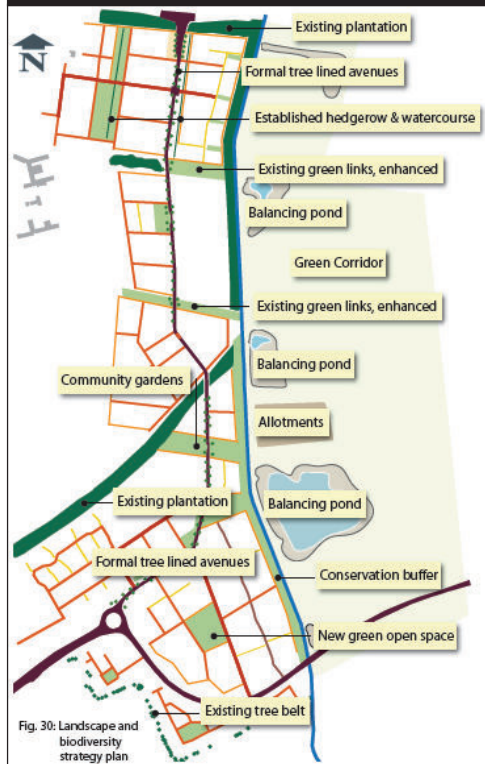 Existing plantation
N
Formal tree lined avenues
Established hedgerow & watercourse
Existing green links, enhanced
Balancing pond
Green Corridor
Existing green links, enhanced
Balancing pond
Community gardens
Allotments
Existing plantation
Balancing pond
Formal tree lined avenues
Conservation buffer
New green open space
Existing tree belt
Fig. 30: Landscape and
biodiversity
strategy plan